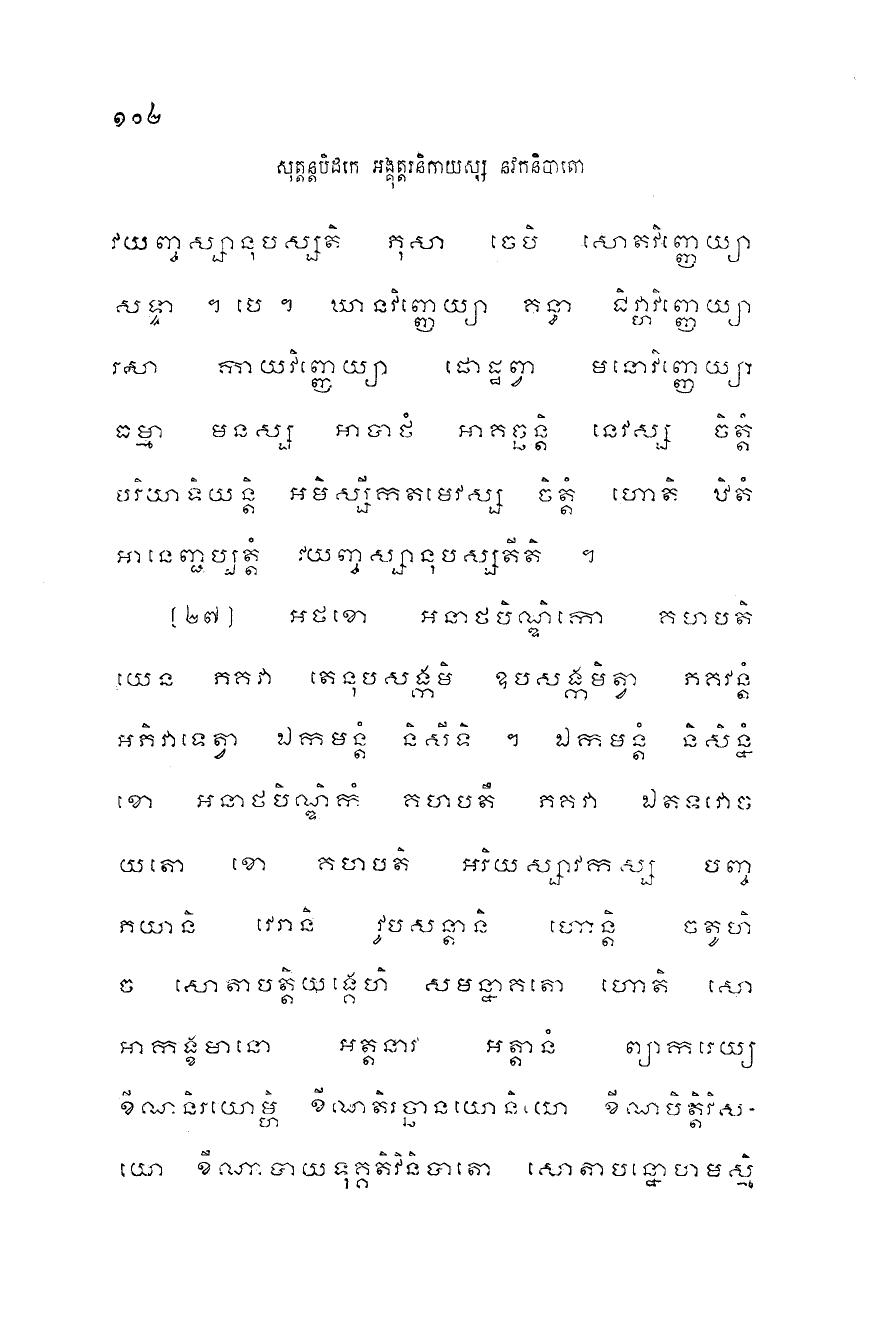 ១០៤
សុត្តន្តបិដកេ អង្គុត្តរនិកាយស្ស នវកនិបាតោ
វយញ្ចស្សានុបស្សតិ ភុសា ចេបិ សោតវិញ្ញេយ្យា
សទ្ទា ។ បេ ។ ឃានវិញ្ញេយ្យា គន្ធា ជិវ្ហាវិញ្ញេយ្យា
រសា កាយវិញ្ញេយ្យា ផោដ្ឋព្វា មនោវិញ្ញេយ្យា
ធម្មា មនស្ស អាបាថំ អាគច្ឆន្តិ នេវស្ស ចិត្តំ
បរិយាទិយន្តិ អមិស្សីកតមេវស្ស ចិត្តំ ហោតិ ឋិតំ
អានេញ្ជប្បត្តំ វយញ្ចស្សានុបស្សតីតិ ។
[២៧] អថខោ អនាថបិណ្ឌិកោ គហបតិ
យេន ភគវា តេនុបសង្កមិ ឧបសង្កមិត្វា ភគវន្តំ
អភិវាទេត្វា ឯកមន្តំ និសីទិ ។ ឯកមន្តំ និសិន្នំ
ខោ អនាថបិណ្ឌិកំ គហបតឹ ភគវា ឯតទវោច
យតោ ខោ គហបតិ អរិយស្សាវកស្ស បញ្ច
ភយានិ វេរានិ វូបសន្តានិ ហោន្តិ ចតូហិ
ច សោតាបត្តិយង្គេហិ សមន្នាគតោ ហោតិ សោ
អាកង្ខមានោ អត្តនាវ អត្តានំ ព្យាករេយ្យ
ខីណនិរយោម្ហិ ខីណតិរច្ឆានយោនិយោ ខីណបិត្តិវិស-
យោ ខីណាបាយទុគ្គតិវិនិបាតោ សោតាបន្នោហមស្មិ